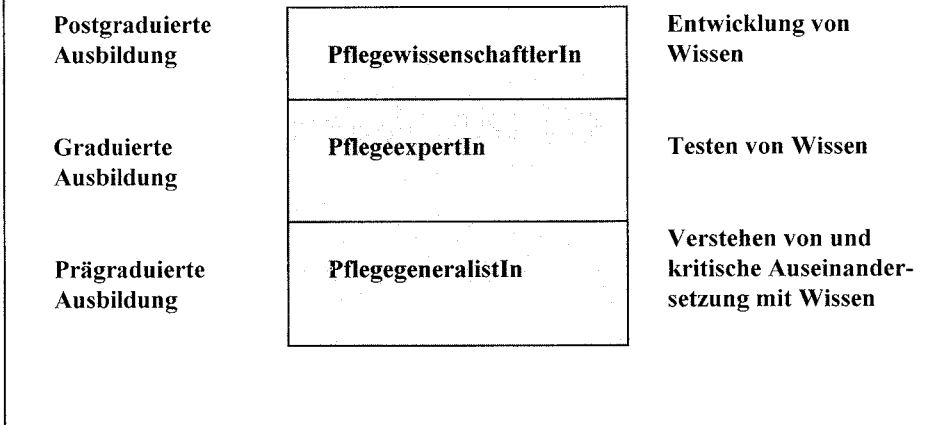 Postgraduierte
Ausbildung
PflegewissenschaftlerIn
Entwicklung von
Wissen
Graduierte
Ausbildung
PflegeexpertIn
Testen von Wissen
Prägraduierte
Ausbildung
PflegegeneralistIn
Verstehen von und
kritische Auseinander-
setzung mit Wissen